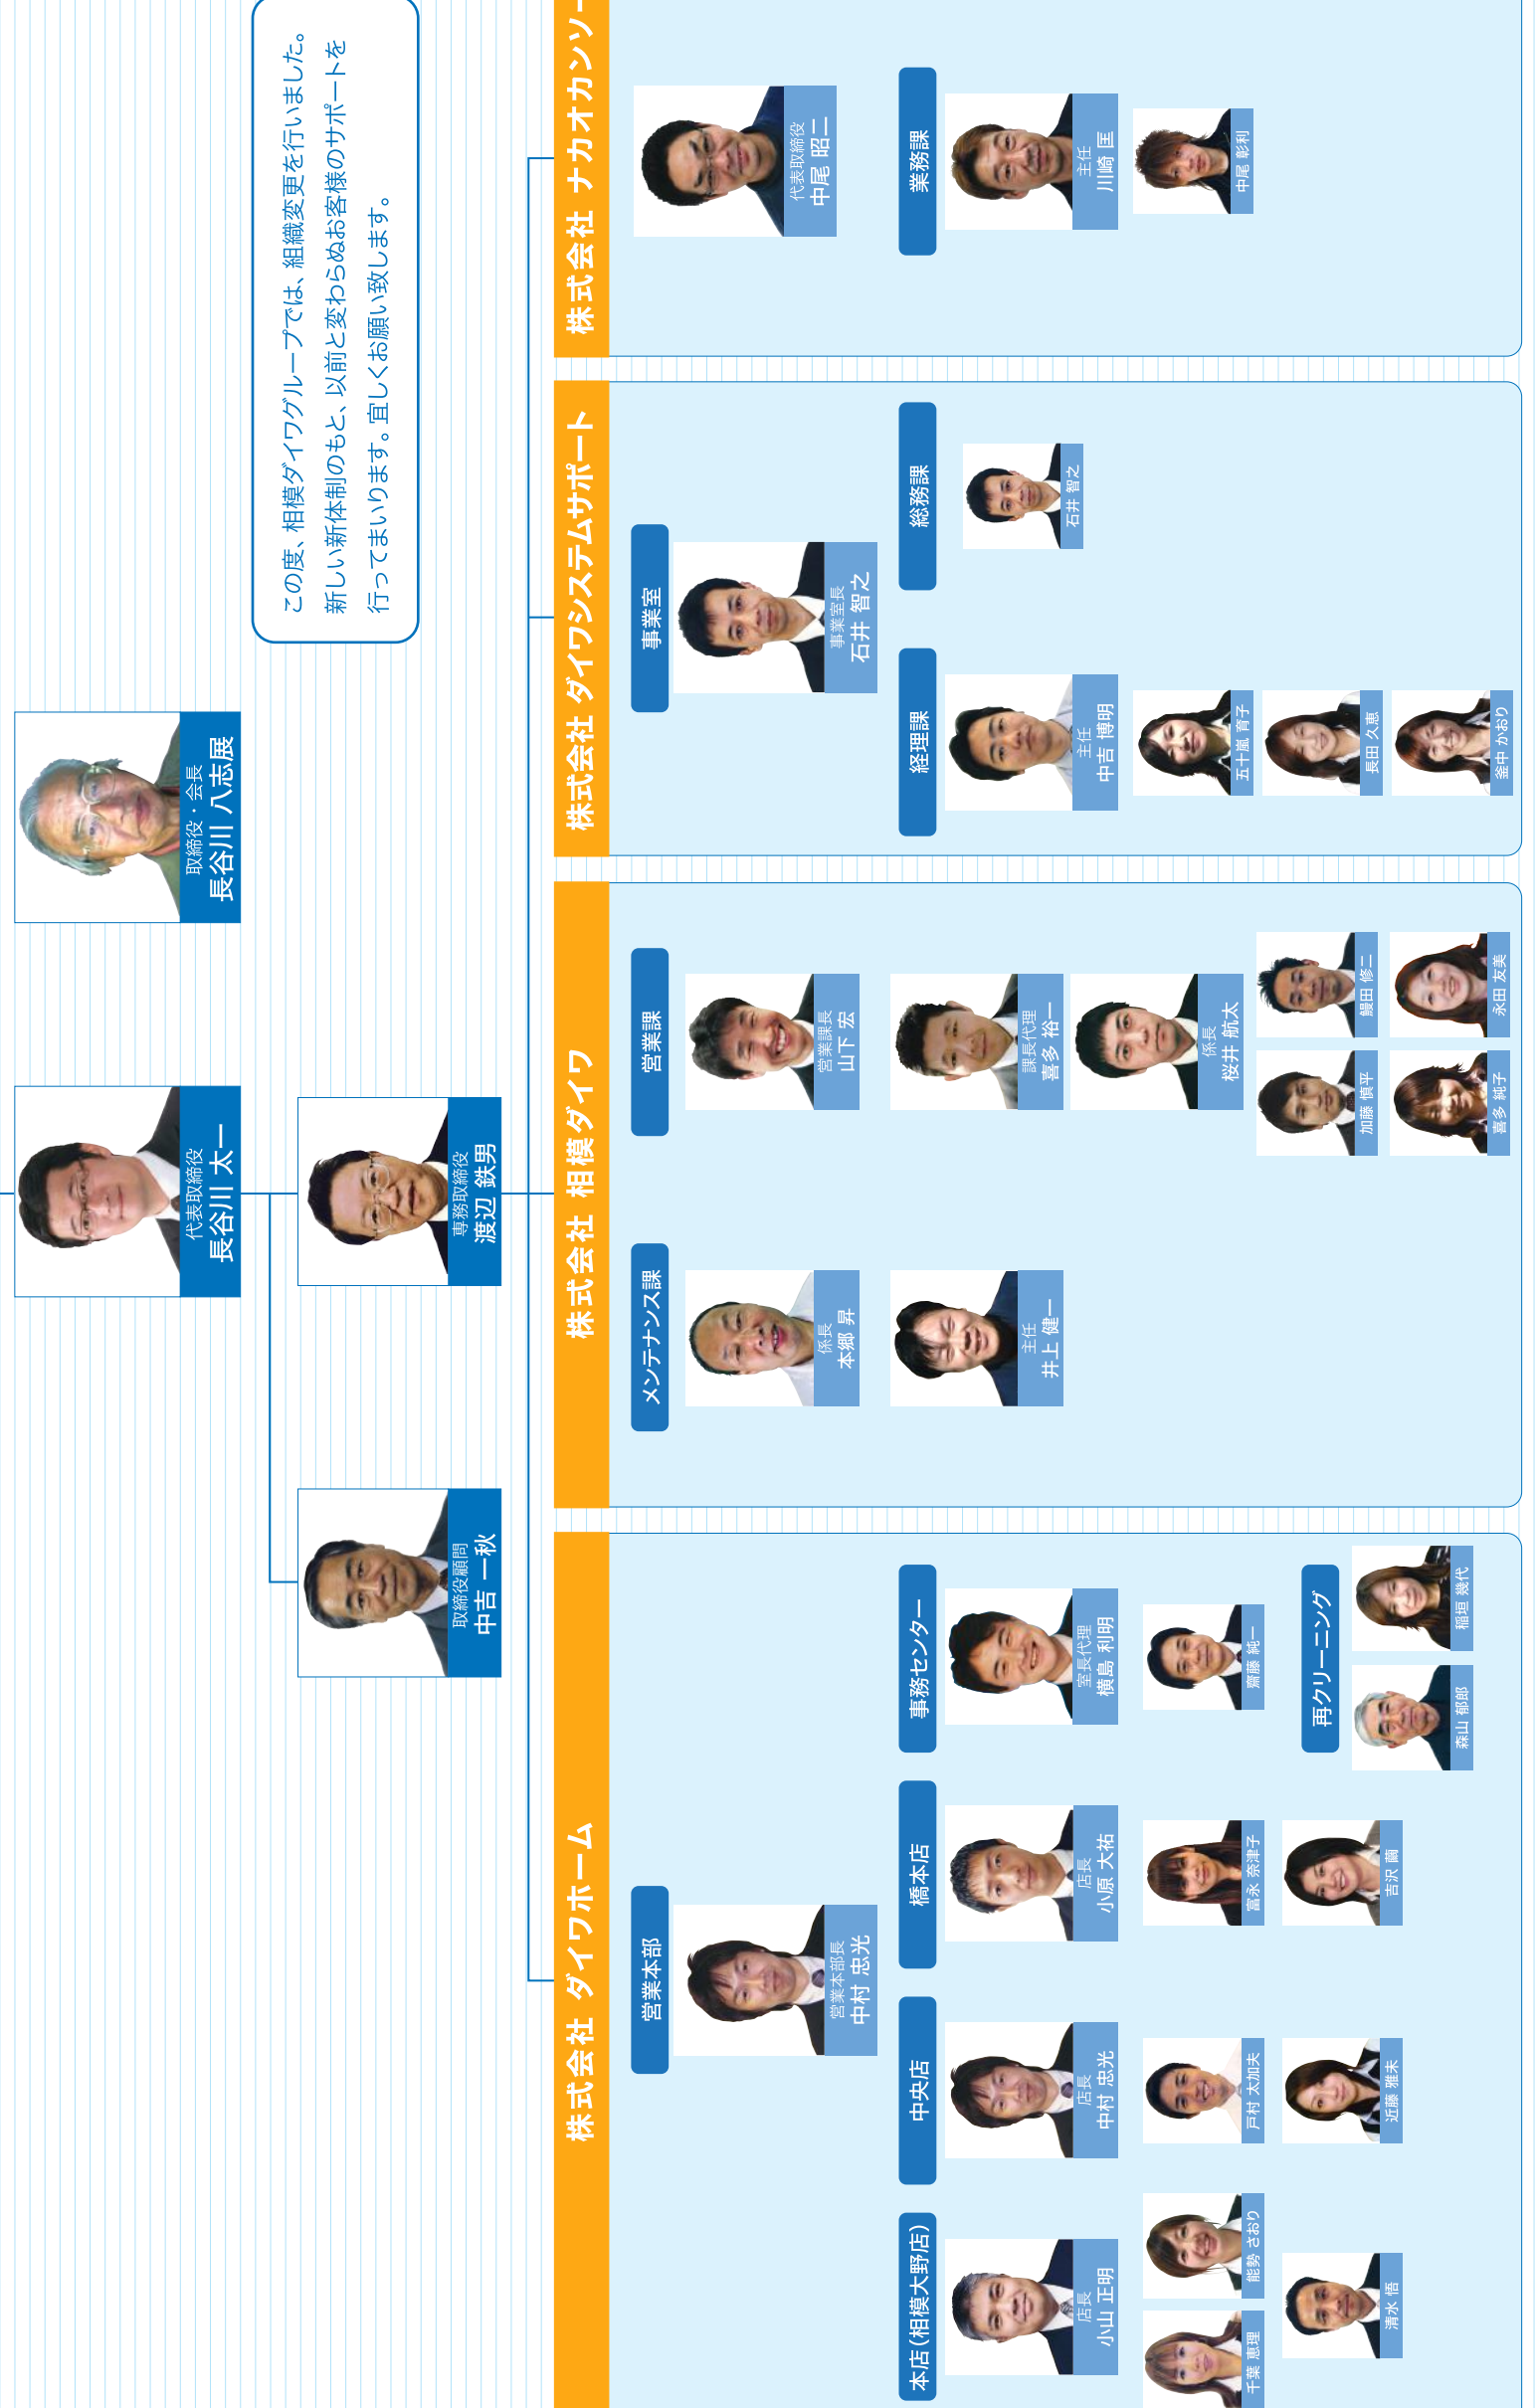 取締役・会長
長谷川 八志展
代表取締役
長谷川 太一
この度、相模ダイワグループでは、組織変更を行いました。
新しい新体制のもと、以前と変わらぬお客様のサポートを
行ってまいります。宜しくお願い致します。
取締役顧問
中吉 一秋
専務取締役
渡辺 鉄男
株式会社 ダイワホーム
営業本部
営業本部長
中村 忠光
本店(相模大野店)
店長
小山 正明
千葉 恵理
能勢 さおり
清水 悟
中央店
店長
中村 忠光
戸村 太加夫
近藤 雅未
橋本店
店長
小原 大祐
富永 奈津子
吉沢 繭
事務センター
室長代理
横島 利明
齋藤 純一
再クリーニング
森山 郁郎
稲垣 幾代
株式会社 相模ダイワ
メンテナンス課
係長
本郷 昇
主任
井上 健一
営業課
営業課長
山下 宏
課長代理
喜多 裕一
係長
桜井 航太
加藤 慎平
鰻田 修二
喜多 純子
永田 友美
株式会社 ダイワシステムサポート
事業室
事業室長
石井 智之
経理課
主任
中吉 博明
五十嵐 育子
長田 久恵
釜中 かおり
総務課
石井 智之
株式会社 ナカオカンソー
代表取締役
中尾 昭二
業務課
主任
川崎 匡
中尾 彰利